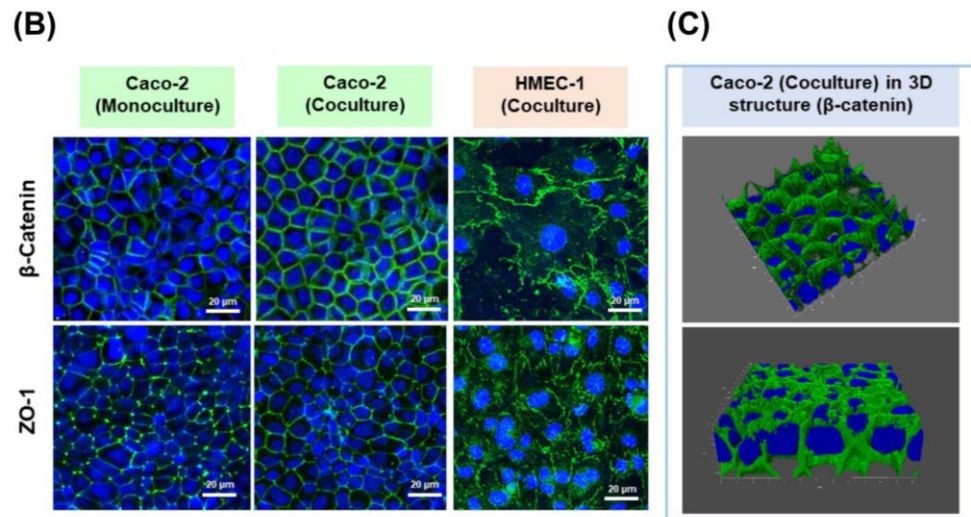 (B)
(C)
Caco-2
(Monoculture)
Caco-2
(Coculture)
HMEC-1
(Coculture)
Caco-2 (Coculture) in 3D
structure (β-catenin)
β-Catenin
20 µm
20 µm
20 µm
ZO-1
20 µm
20 µm
20 µm